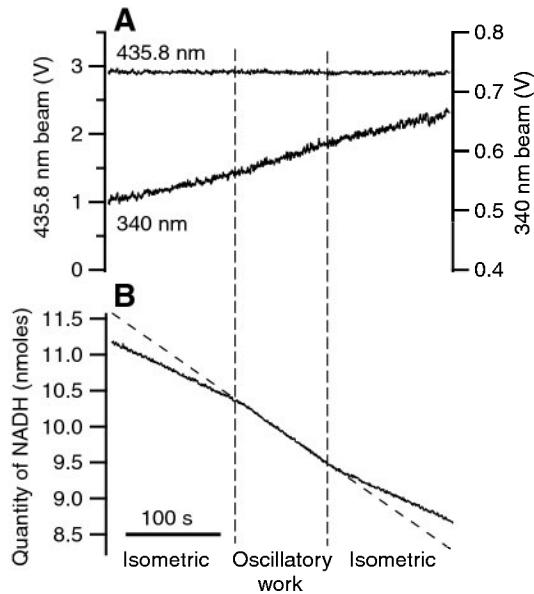 A
435.8 nm
340 nm
435.8 nm beam (V)
3
2
1
0
340 nm beam (V)
0.8
0.7
0.6
0.5
0.4
B
Quantity of NADH (nmoles)
11.5
11.0
10.5
10.0
9.5
9.0
8.5
100 s
Isometric
Oscillatory
work
Isometric